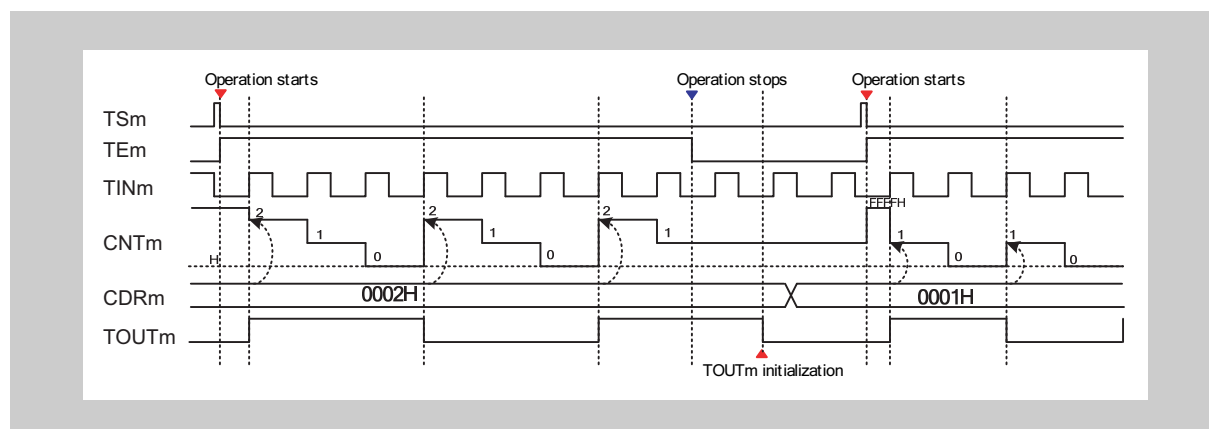 Operation starts Operation stops Operation starts
TSm
TEm
TINm
FFFFH
CNTm 2 1 0 2 1 0 2 1 1 0 1 0
H
CDRm 0002H 0001H
TOUTm
TOUTm initialization